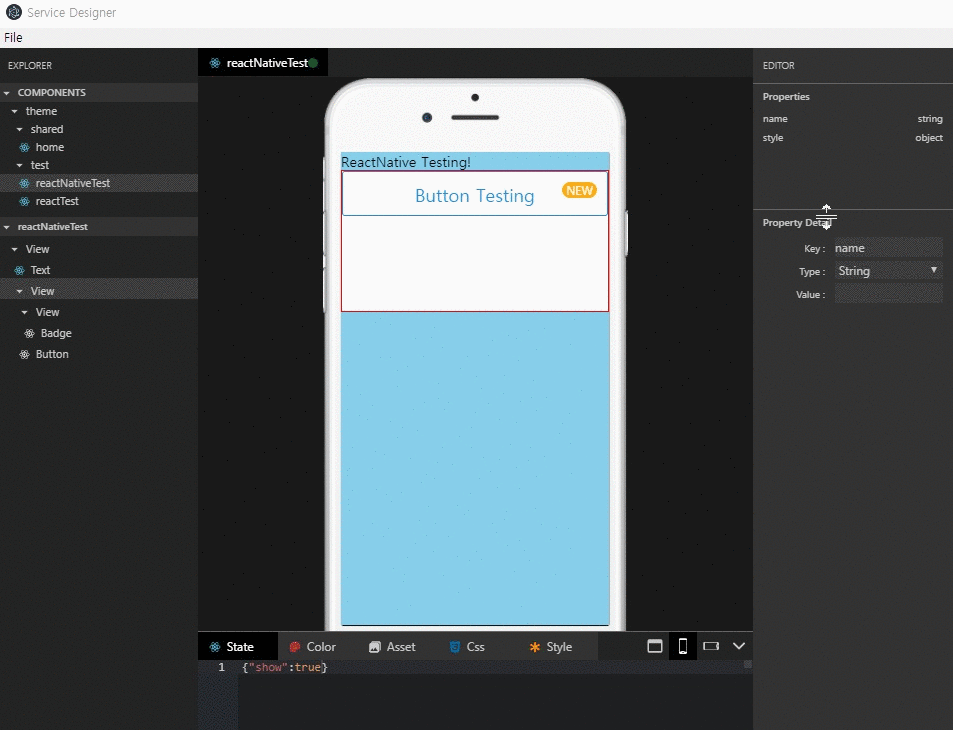 Service Designer
File
EXPLORER
COMPONENTS
theme
shared
home
test
reactNativeTest
reactTest
reactNativeTest
View
Text
View
View
Badge
Button
reactNativeTest
ReactNative Testing!
Button Testing
NEW
State
Color
Asset
Css
Style
1 {"show":true}
EDITOR
Properties
name string
style object
Property Detail
Key : name
Type : String
Value :